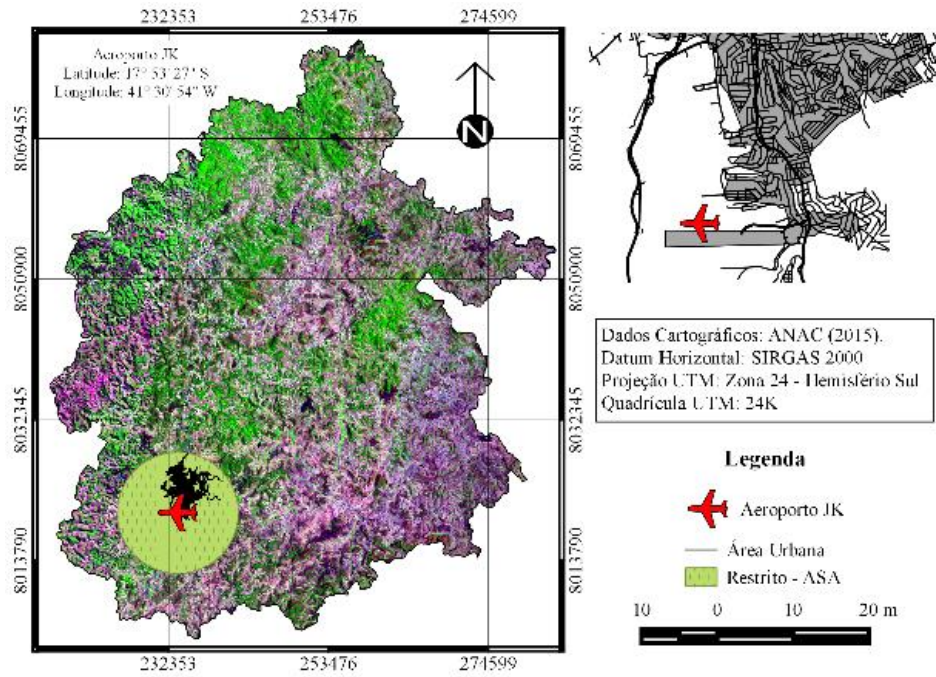 232353 253476 274599
Aeroporto JK
Latitude: 17° 53' 27" S
Longitude: 41° 30' 54" W
N
8069455 8069455
8050900 8050900
8032345 8032345
8013790 8013790
232353 253476 274599
Dados Cartográficos: ANAC (2015).
Datum Horizontal: SIRGAS 2000
Projeção UTM: Zona 24 - Hemisfério Sul
Quadrícula UTM: 24K
Legenda
Aeroporto JK
Área Urbana
Restrito - ASA
10 0 10 20 m